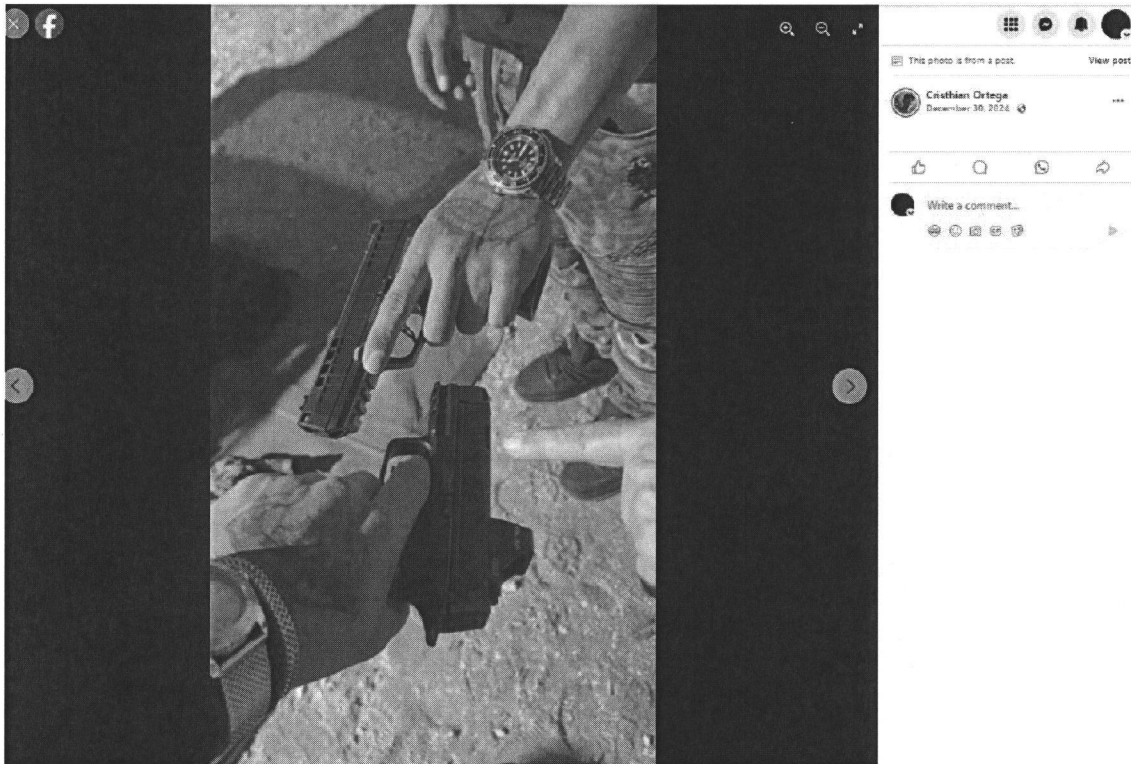 This photo is from a post.
View post
Cristhian Ortega
December 30, 2024
Write a comment...